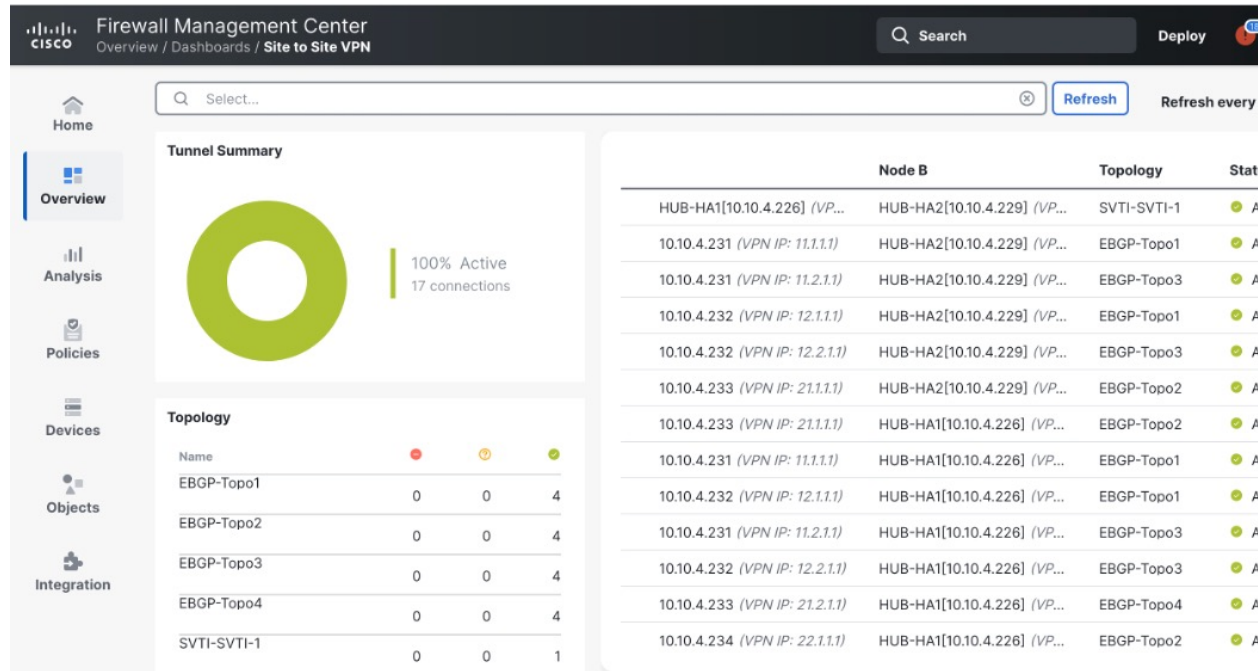 CISCO
Firewall Management Center
Overview / Dashboards / Site to Site VPN
Search
Deploy
Home
Overview
Analysis
Policies
Devices
Objects
Integration
Select...
Refresh
Refresh every
Tunnel Summary
100% Active
17 connections
Topology
Name
EBGP-Topo1 0 0 4
EBGP-Topo2 0 0 4
EBGP-Topo3 0 0 4
EBGP-Topo4 0 0 4
SVTI-SVTI-1 0 0 1
Node B Topology Stat
HUB-HA1[10.10.4.226] (VP... HUB-HA2[10.10.4.229] (VP... SVTI-SVTI-1 A
10.10.4.231 (VPN IP: 11.1.1.1) HUB-HA2[10.10.4.229] (VP... EBGP-Topo1 A
10.10.4.231 (VPN IP: 11.2.1.1) HUB-HA2[10.10.4.229] (VP... EBGP-Topo3 A
10.10.4.232 (VPN IP: 12.1.1.1) HUB-HA2[10.10.4.229] (VP... EBGP-Topo1 A
10.10.4.232 (VPN IP: 12.2.1.1) HUB-HA2[10.10.4.229] (VP... EBGP-Topo3 A
10.10.4.233 (VPN IP: 21.1.1.1) HUB-HA2[10.10.4.229] (VP... EBGP-Topo2 A
10.10.4.233 (VPN IP: 21.1.1.1) HUB-HA1[10.10.4.226] (VP... EBGP-Topo2 A
10.10.4.231 (VPN IP: 11.1.1.1) HUB-HA1[10.10.4.226] (VP... EBGP-Topo1 A
10.10.4.232 (VPN IP: 12.1.1.1) HUB-HA1[10.10.4.226] (VP... EBGP-Topo1 A
10.10.4.231 (VPN IP: 11.2.1.1) HUB-HA1[10.10.4.226] (VP... EBGP-Topo3 A
10.10.4.232 (VPN IP: 12.2.1.1) HUB-HA1[10.10.4.226] (VP... EBGP-Topo3 A
10.10.4.233 (VPN IP: 21.2.1.1) HUB-HA1[10.10.4.226] (VP... EBGP-Topo4 A
10.10.4.234 (VPN IP: 22.1.1.1) HUB-HA1[10.10.4.226] (VP... EBGP-Topo2 A